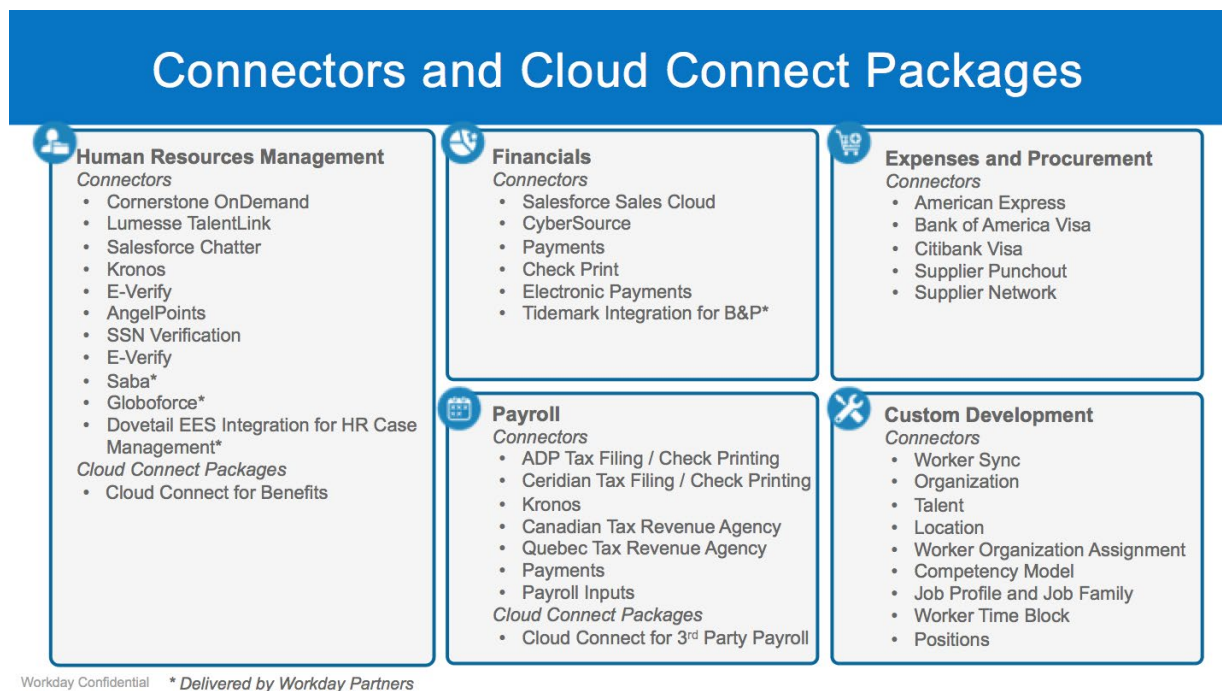 Connectors and Cloud Connect Packages
Human Resources Management
Connectors
• Cornerstone OnDemand
• Lumesse TalentLink
• Salesforce Chatter
• Kronos
• E-Verify
• AngelPoints
• SSN Verification
• E-Verify
• Saba*
• Globoforce*
• Dovetail EES Integration for HR Case
Management*
Cloud Connect Packages
• Cloud Connect for Benefits
Financials
Connectors
• Salesforce Sales Cloud
• CyberSource
• Payments
• Check Print
• Electronic Payments
• Tidemark Integration for B&P*
Expenses and Procurement
Connectors
• American Express
• Bank of America Visa
• Citibank Visa
• Supplier Punchout
• Supplier Network
Payroll
Connectors
• ADP Tax Filing / Check Printing
• Ceridian Tax Filing / Check Printing
• Kronos
• Canadian Tax Revenue Agency
• Quebec Tax Revenue Agency
• Payments
• Payroll Inputs
Cloud Connect Packages
• Cloud Connect for 3rd Party Payroll
Custom Development
Connectors
• Worker Sync
• Organization
• Talent
• Location
• Worker Organization Assignment
• Competency Model
• Job Profile and Job Family
• Worker Time Block
• Positions
Workday Confidential * Delivered by Workday Partners